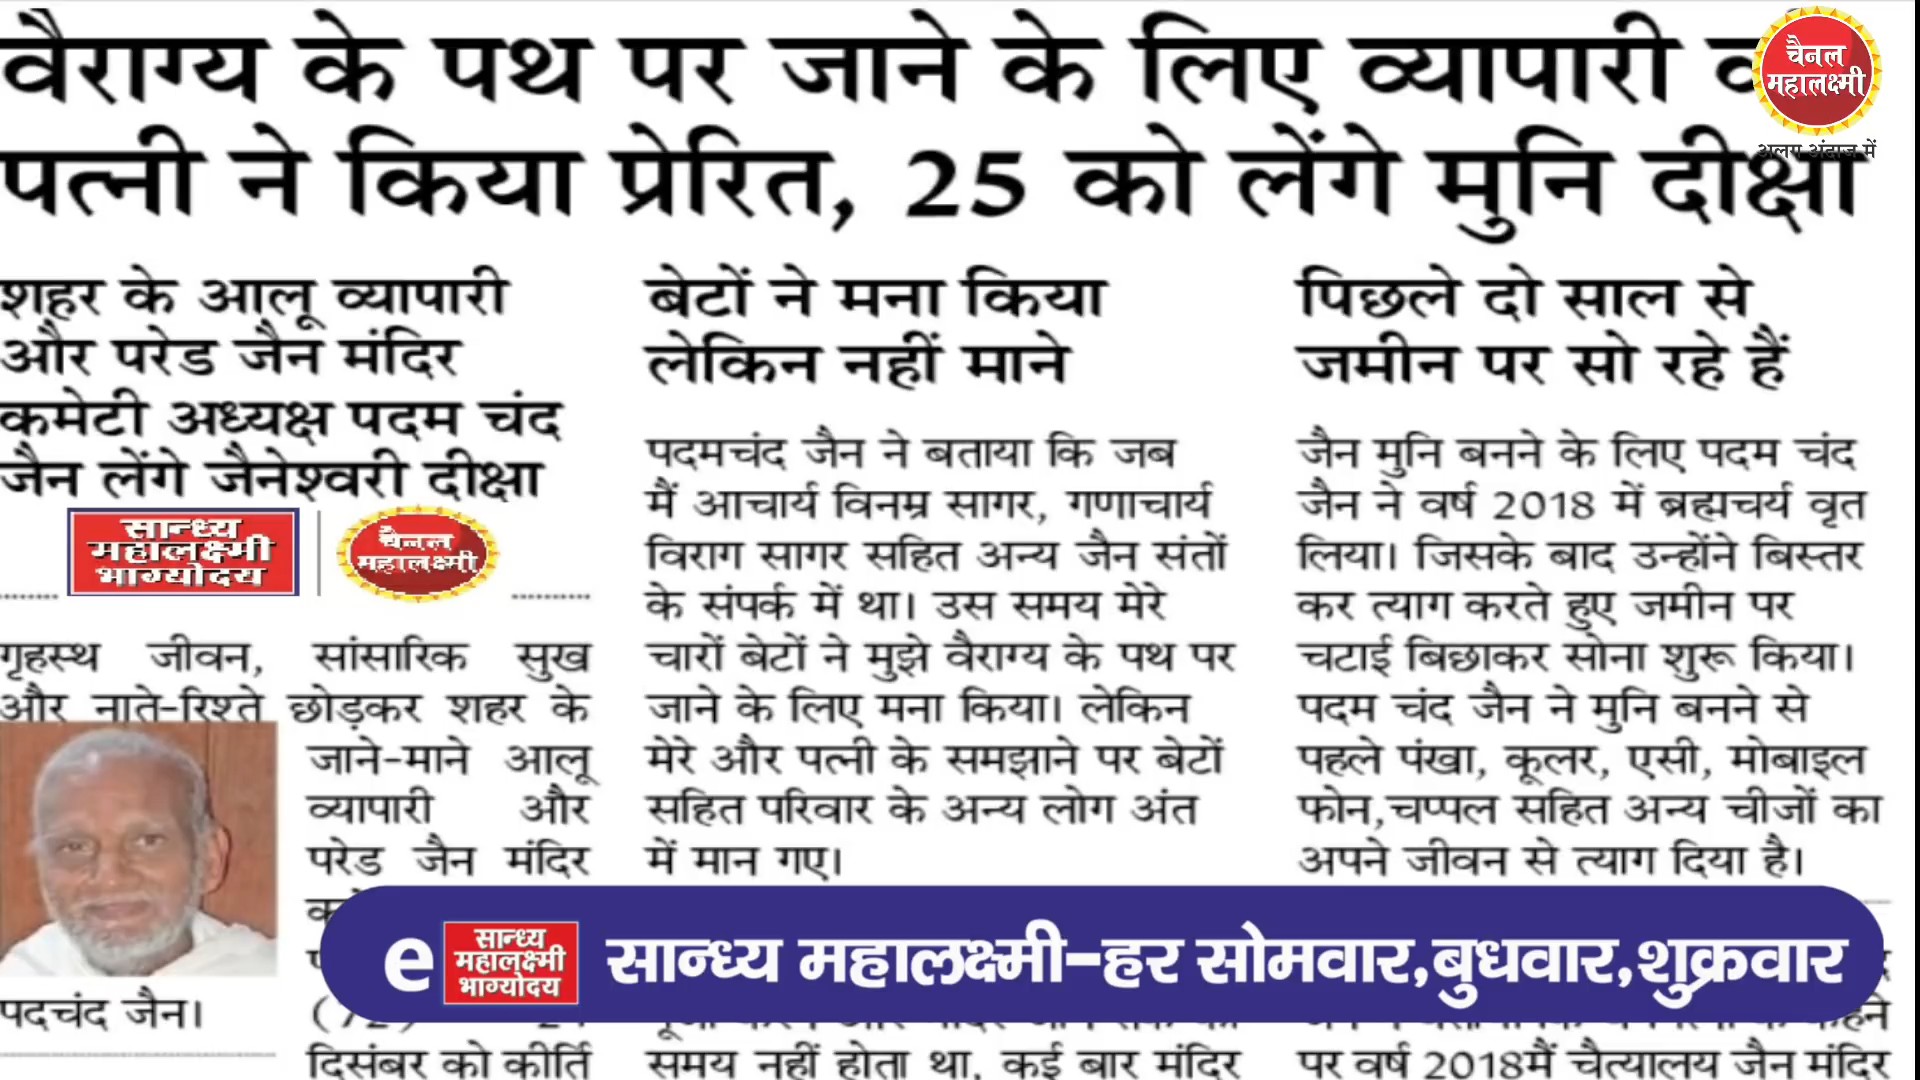 वैराग्य के पथ पर जाने के लिए व्यापारी
पत्नी ने किया प्रेरित, 25 को लेंगे मुनि दीक्षा
चैनल
महालक्ष्मी
अलग अंदाज में
शहर के आलू व्यापारी
और परेड जैन मंदिर
कमेटी अध्यक्ष पदम चंद
जैन लेंगे जैनेश्वरी दीक्षा
सान्ध्य
महालक्ष्मी
भाग्योदय
चैनल
महालक्ष्मी
गृहस्थ जीवन, सांसारिक सुख
और नाते-रिश्ते छोड़कर शहर के
जाने-माने आलू
व्यापारी और
परेड जैन मंदिर
पदचंद जैन।
दिसंबर को कीर्ति
बेटों ने मना किया
लेकिन नहीं माने
पदमचंद जैन ने बताया कि जब
मैं आचार्य विनम्र सागर, गणाचार्य
विराग सागर सहित अन्य जैन संतों
के संपर्क में था। उस समय मेरे
चारों बेटों ने मुझे वैराग्य के पथ पर
जाने के लिए मना किया। लेकिन
मेरे और पत्नी के समझाने पर बेटों
सहित परिवार के अन्य लोग अंत
में मान गए।
समय नहीं होता था, कई बार मंदिर
पिछले दो साल से
जमीन पर सो रहे हैं
जैन मुनि बनने के लिए पदम चंद
जैन ने वर्ष 2018 में ब्रह्मचर्य वृत
लिया। जिसके बाद उन्होंने बिस्तर
कर त्याग करते हुए जमीन पर
चटाई बिछाकर सोना शुरू किया।
पदम चंद जैन ने मुनि बनने से
पहले पंखा, कूलर, एसी, मोबाइल
फोन,चप्पल सहित अन्य चीजों का
अपने जीवन से त्याग दिया है।
पर वर्ष 2018मैं चैत्यालय जैन मंदिर
e सान्ध्य महालक्ष्मी भाग्योदय सान्ध्य महालक्ष्मी-हर सोमवार,बुधवार,शुक्रवार